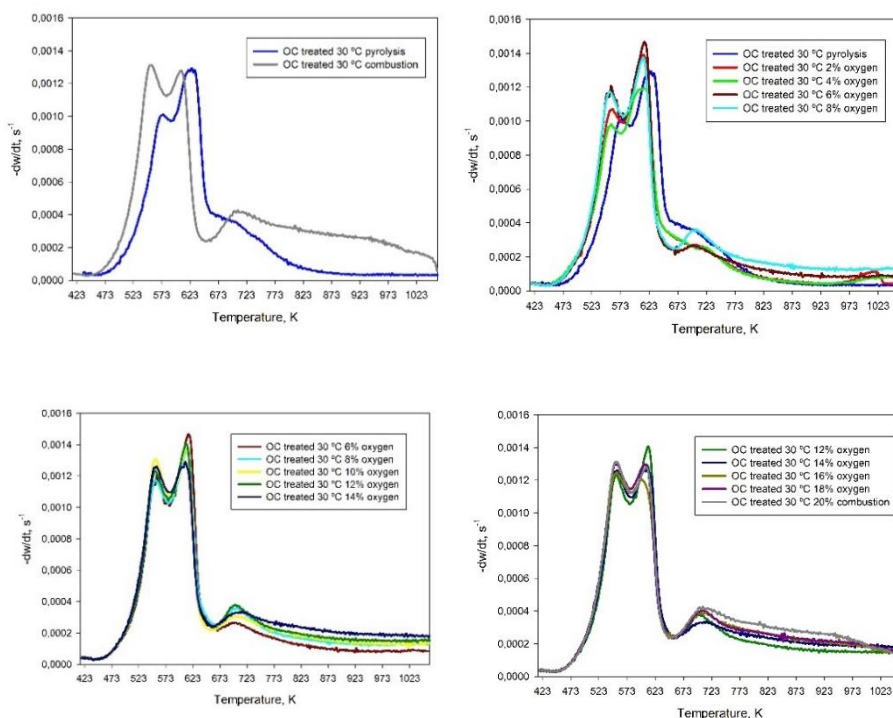 0,0016
0,0014
0,0012
0,0010
0,0008
0,0006
0,0004
0,0002
0,0000
-dw/dt, s⁻¹
OC treated 30 ºC pyrolysis
OC treated 30 ºC combustion
423 473 523 573 623 673 723 773 823 873 923 973 1023
Temperature, K
0,0016
0,0014
0,0012
0,0010
0,0008
0,0006
0,0004
0,0002
0,0000
-dw/dt, s⁻¹
OC treated 30 ºC pyrolysis
OC treated 30 ºC 2% oxygen
OC treated 30 ºC 4% oxygen
OC treated 30 ºC 6% oxygen
OC treated 30 ºC 8% oxygen
423 473 523 573 623 673 723 773 823 873 923 973 1023
Temperature, K
0,0016
0,0014
0,0012
0,0010
0,0008
0,0006
0,0004
0,0002
0,0000
-dw/dt, s⁻¹
OC treated 30 ºC 6% oxygen
OC treated 30 ºC 8% oxygen
OC treated 30 ºC 10% oxygen
OC treated 30 ºC 12% oxygen
OC treated 30 ºC 14% oxygen
423 473 523 573 623 673 723 773 823 873 923 973 1023
Temperature, K
0,0016
0,0014
0,0012
0,0010
0,0008
0,0006
0,0004
0,0002
0,0000
-dw/dt, s⁻¹
OC treated 30 ºC 12% oxygen
OC treated 30 ºC 14% oxygen
OC treated 30 ºC 16% oxygen
OC treated 30 ºC 18% oxygen
OC treated 30 ºC 20% combustion
423 473 523 573 623 673 723 773 823 873 923 973 1023
Temperature, K